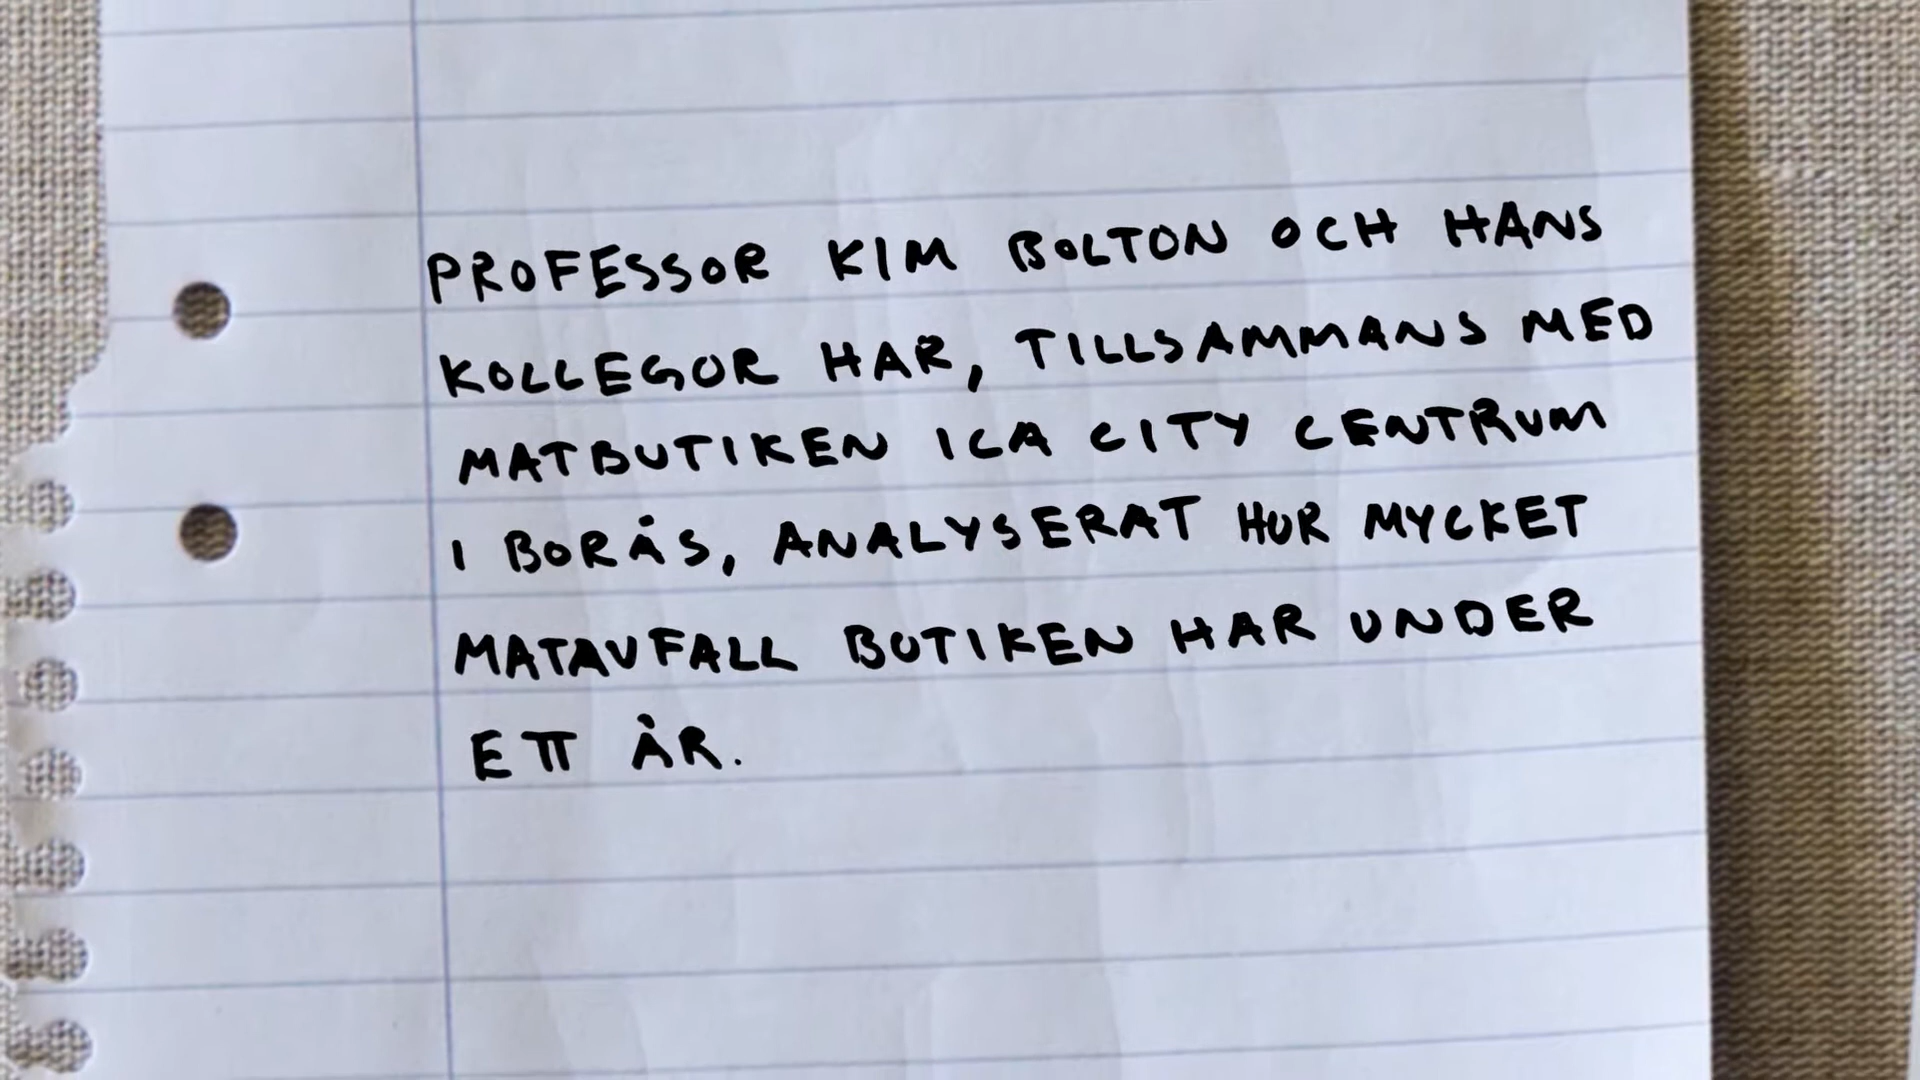 PROFESSOR KIM BOLTON OCH HANS
KOLLEGOR HAR, TILLSAMMANS MED
MATBUTIKEN ICA CITY CENTRUM
I BORÅS, ANALYSERAT HUR MYCKET
MATAVFALL BUTIKEN HAR UNDER
ETT ÅR.